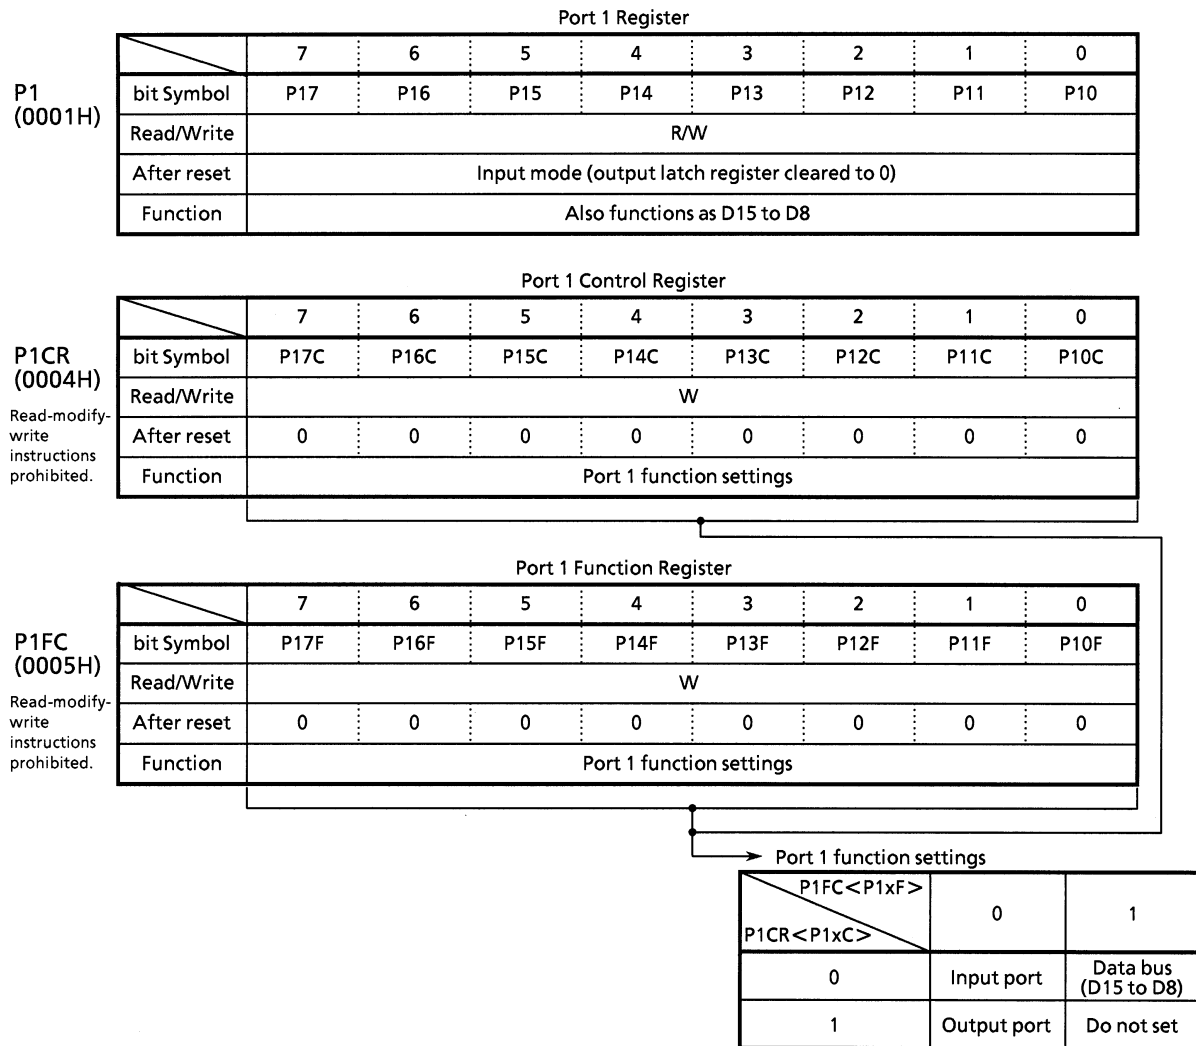 Port 1 Register
7 6 5 4 3 2 1 0
P1
(0001H)
bit Symbol P17 P16 P15 P14 P13 P12 P11 P10
Read/Write R/W
After reset Input mode (output latch register cleared to 0)
Function Also functions as D15 to D8
Port 1 Control Register
7 6 5 4 3 2 1 0
P1CR
(0004H)
Read-modify-
write
instructions
prohibited.
bit Symbol P17C P16C P15C P14C P13C P12C P11C P10C
Read/Write W
After reset 0 0 0 0 0 0 0 0
Function Port 1 function settings
Port 1 Function Register
7 6 5 4 3 2 1 0
P1FC
(0005H)
Read-modify-
write
instructions
prohibited.
bit Symbol P17F P16F P15F P14F P13F P12F P11F P10F
Read/Write W
After reset 0 0 0 0 0 0 0 0
Function Port 1 function settings
Port 1 function settings
P1FC<P1xF> 0 1
P1CR<P1xC>
0 Input port Data bus
(D15 to D8)
1 Output port Do not set